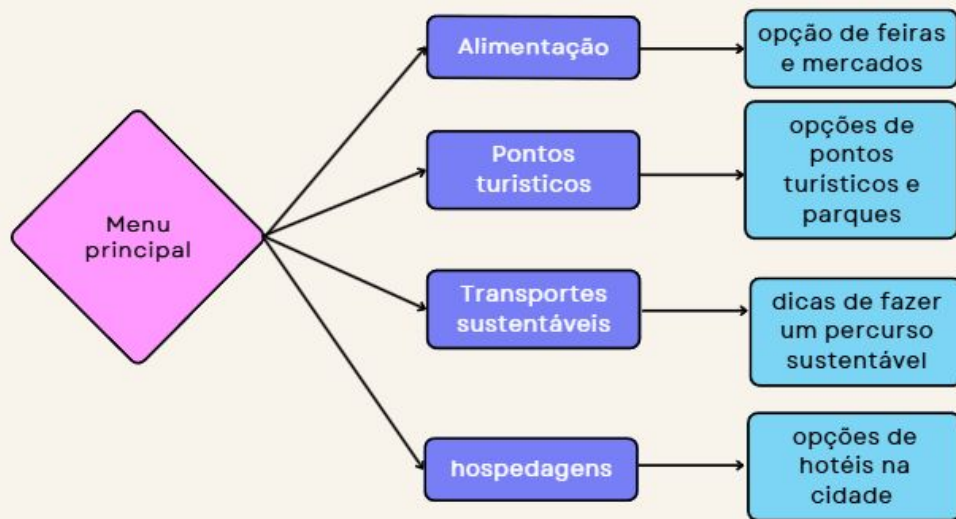 Menu
principal
Alimentação
opção de feiras
e mercados
Pontos
turisticos
opções de
pontos
turisticos e
parques
Transportes
sustentáveis
dicas de fazer
um percurso
sustentável
hospedagens
opções de
hotéis na
cidade